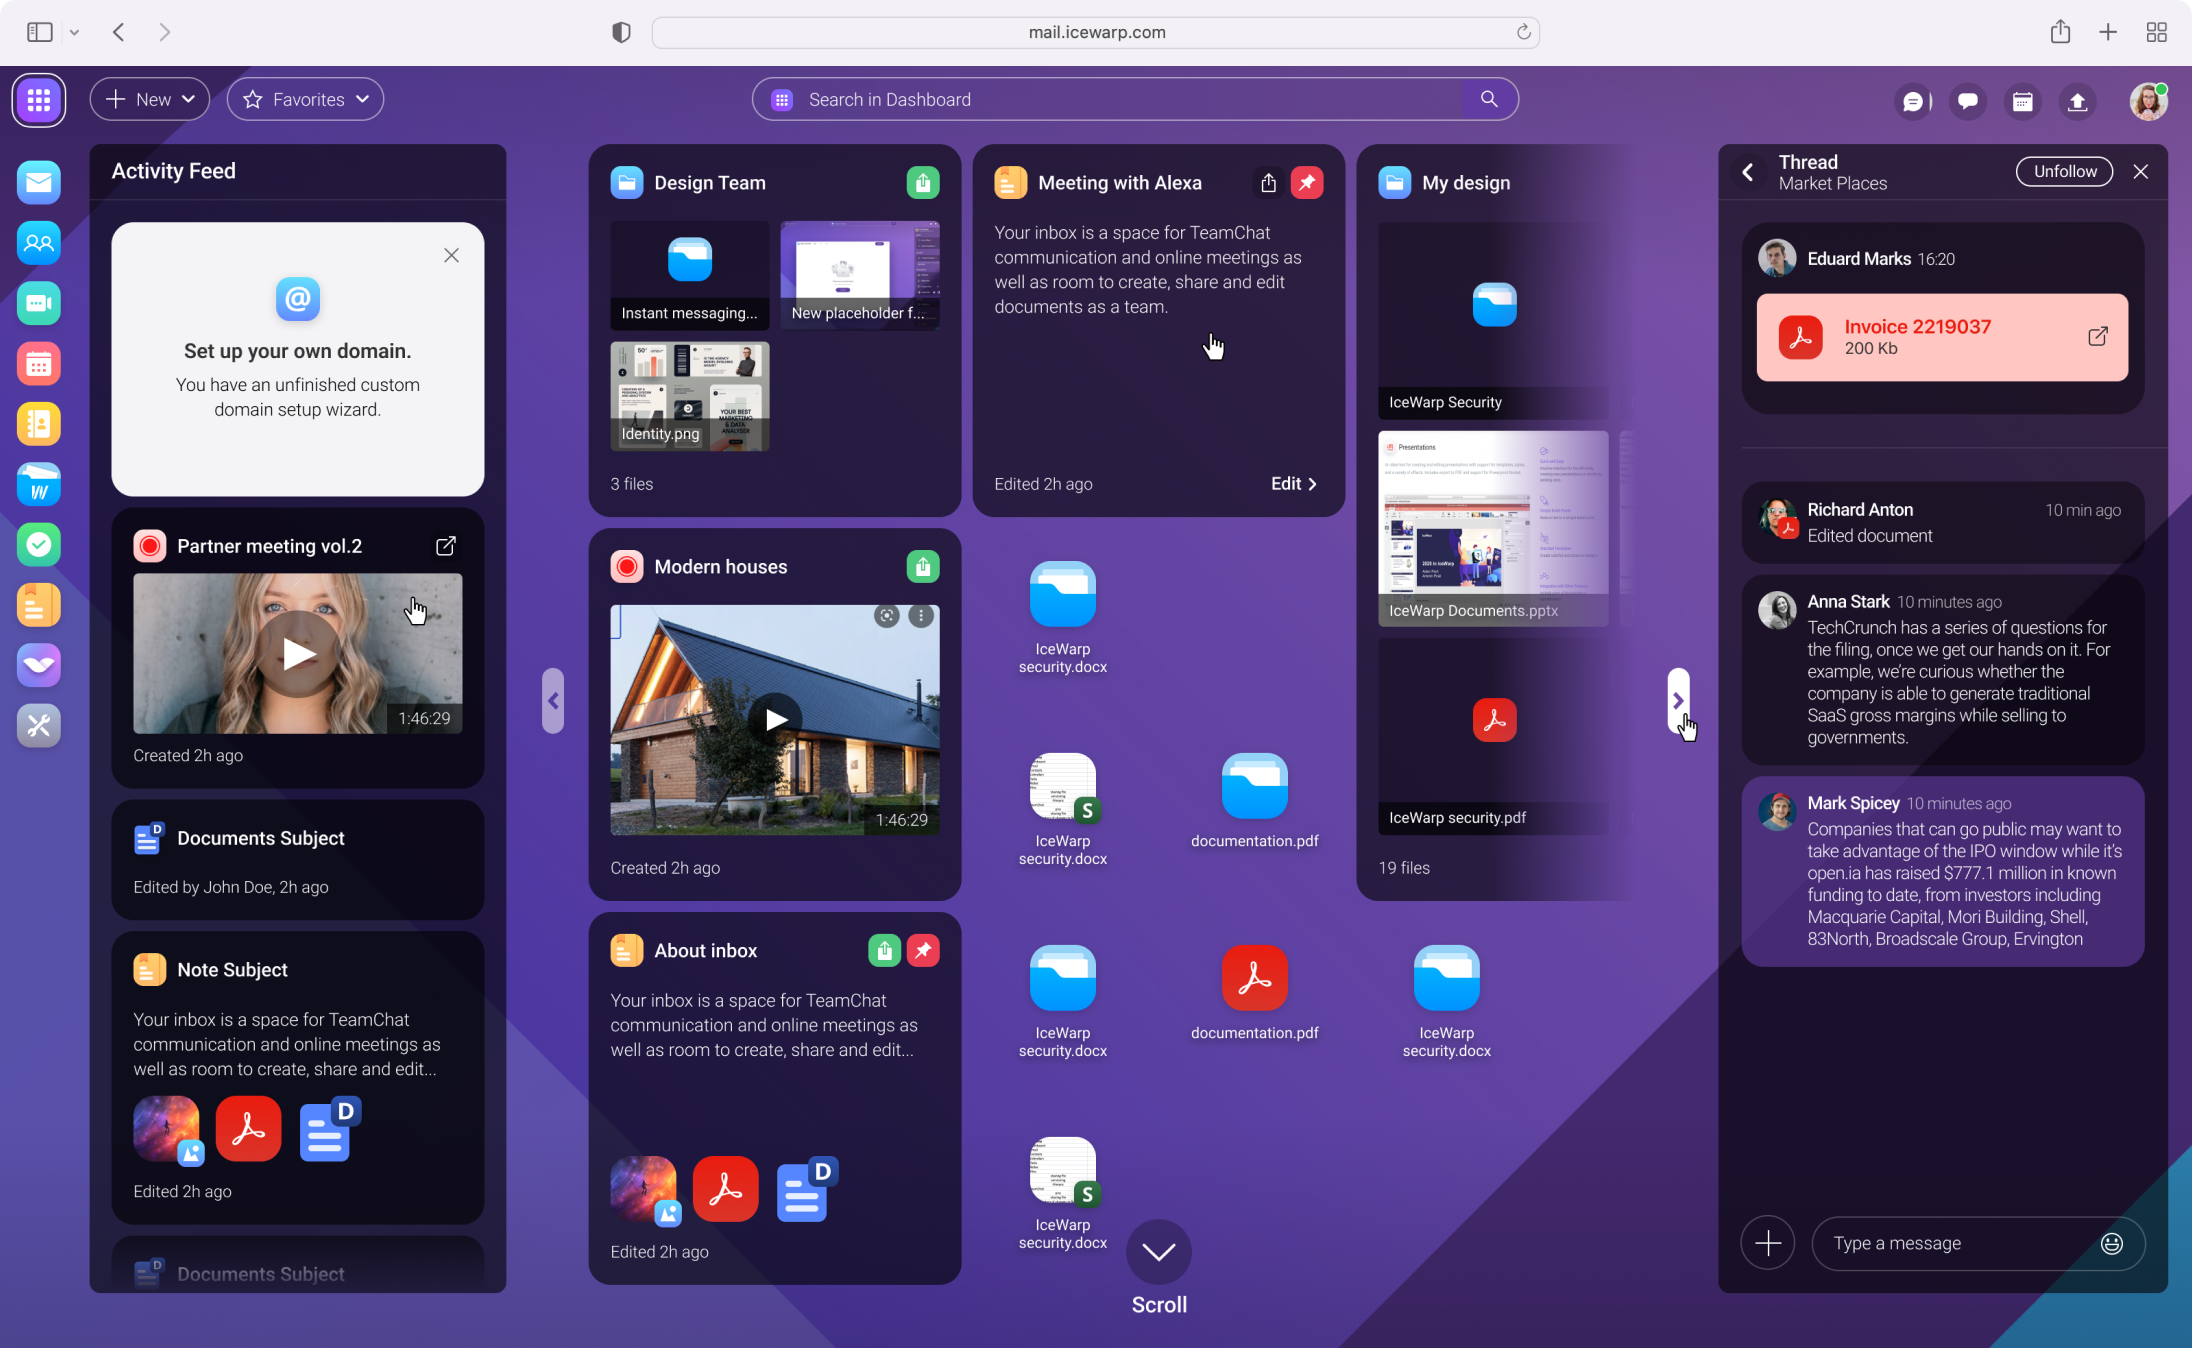 mail.icewarp.com
New
Favorites
Search in Dashboard
Activity Feed
@
Set up your own domain.
You have an unfinished custom
domain setup wizard.
Partner meeting vol.2
1:46:29
Created 2h ago
D
Documents Subject
Edited by John Doe, 2h ago
Note Subject
Your inbox is a space for TeamChat
communication and online meetings as
well as room to create, share and edit...
D
Edited 2h ago
D
Documents Subject
W
Design Team
Instant messaging...
New placeholder f...
50+
YOUR BEST
MARKETING
& DATA
ANALYSER
Identity.png
3 files
Modern houses
1:46:29
Created 2h ago
About inbox
Your inbox is a space for TeamChat
communication and online meetings as
well as room to create, share and edit...
D
Edited 2h ago
Meeting with Alexa
Your inbox is a space for TeamChat
communication and online meetings as
well as room to create, share and edit
documents as a team.
Edited 2h ago
Edit
IceWarp
security.docx
S
IceWarp
security.docx
documentation.pdf
IceWarp
security.docx
documentation.pdf
IceWarp
security.docx
S
IceWarp
security.docx
Scroll
My design
IceWarp Security
Presentations
IceWarp Documents.pptx
IceWarp security.pdf
19 files
Thread
Market Places
Unfollow
Eduard Marks 16:20
Invoice 2219037
200 Kb
Richard Anton 10 min ago
Edited document
Anna Stark 10 minutes ago
TechCrunch has a series of questions for
the filing, once we get our hands on it. For
example, we're curious whether the
company is able to generate traditional
SaaS gross margins while selling to
governments.
Mark Spicey 10 minutes ago
Companies that can go public may want to
take advantage of the IPO window while it's
open.ia has raised $777.1 million in known
funding to date, from investors including
Macquarie Capital, Mori Building, Shell,
83North, Broadscale Group, Ervington
Type a message